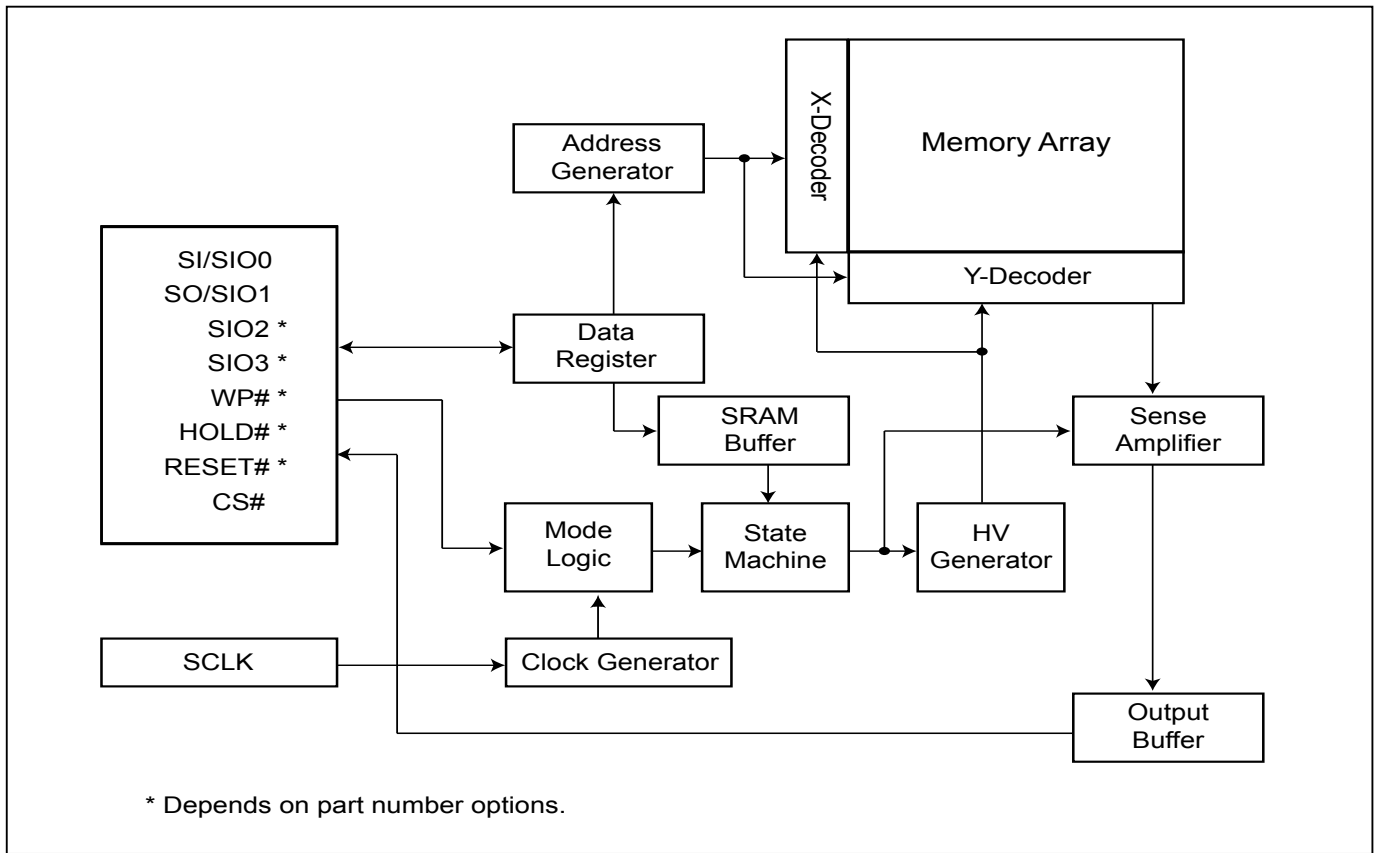 X-Decoder
Memory Array
Address
Generator
SI/SIO0
SO/SIO1
SIO2 *
SIO3 *
WP# *
HOLD# *
RESET# *
CS#
Y-Decoder
Data
Register
SRAM
Buffer
Sense
Amplifier
Mode
Logic
State
Machine
HV
Generator
SCLK
Clock Generator
Output
Buffer
* Depends on part number options.